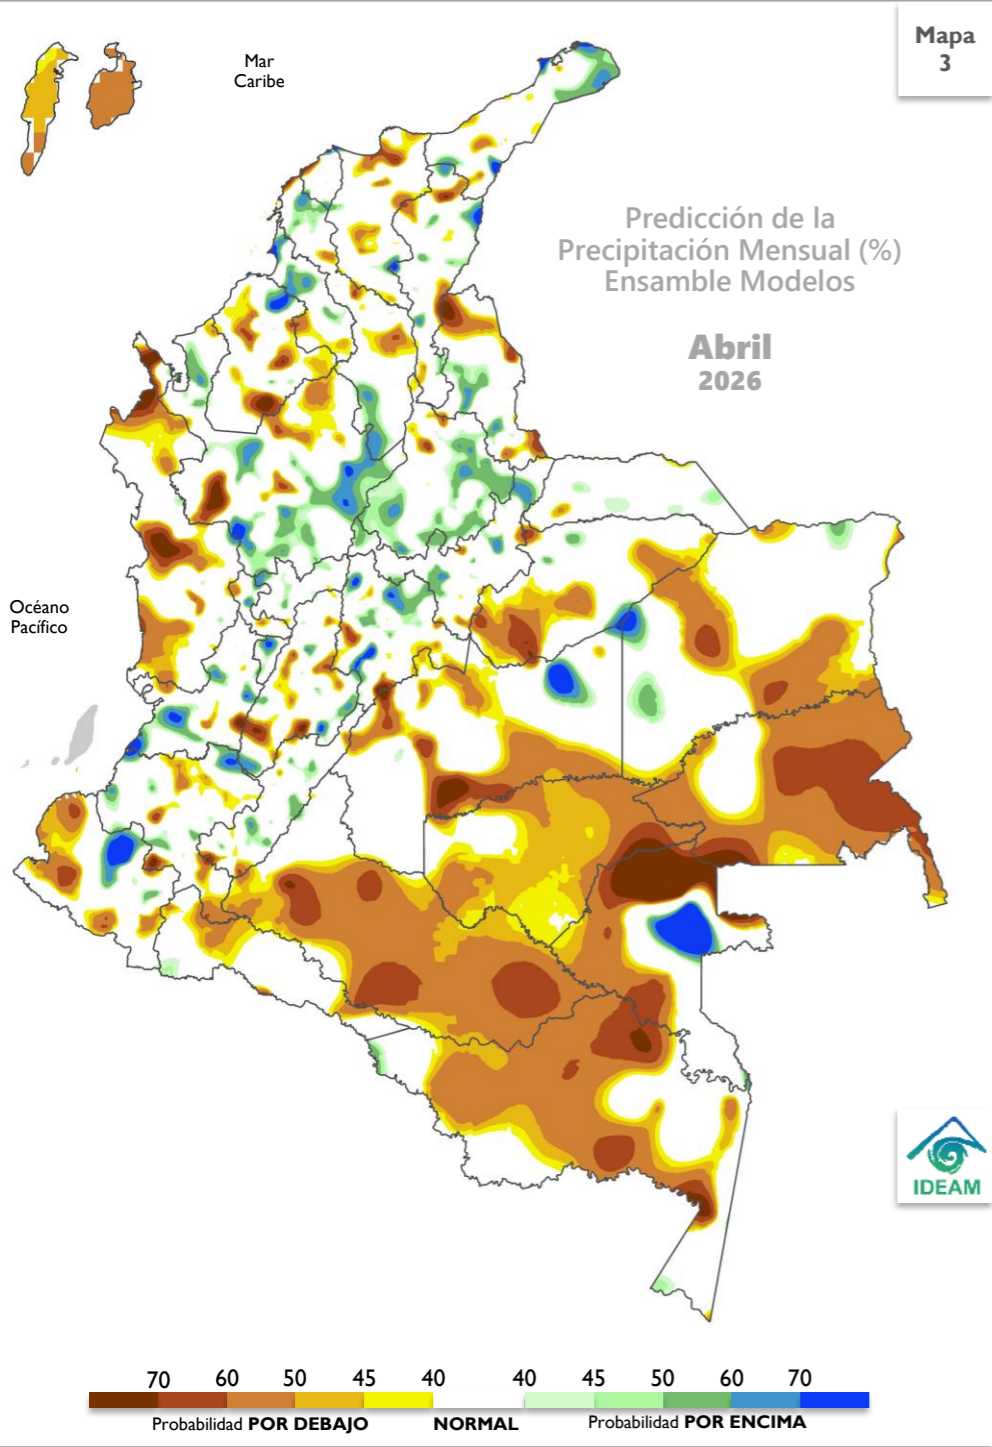 Mapa
3
Mar
Caribe
Predicción de la
Precipitación Mensual (%)
Ensamble Modelos
Abril
2026
Océano
Pacífico
IDEAM
70 60 50 45 40 40 45 50 60 70
Probabilidad POR DEBAJO NORMAL Probabilidad POR ENCIMA